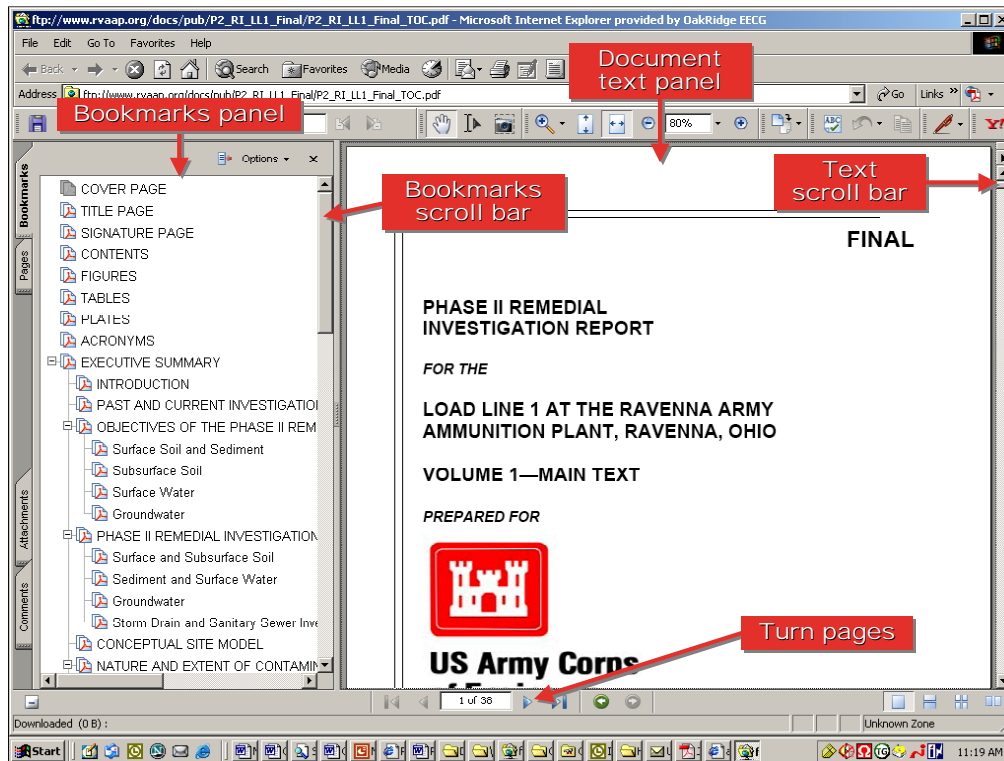 ftp://www.rvaap.org/docs/pub/P2_RI_LL1_Final/P2_RI_LL1_Final_TOC.pdf - Microsoft Internet Explorer provided by OakRidge EECG
File Edit Go To Favorites Help
Back Search Favorites Media
Address ftp://www.rvaap.org/docs/pub/P2_RI_LL1_Final/P2_RI_LL1_Final_TOC.pdf Go Links »
Document
text panel
Bookmarks panel
80%
Options
Bookmarks
Pages
Attachments
Comments
COVER PAGE
TITLE PAGE
SIGNATURE PAGE
CONTENTS
FIGURES
TABLES
PLATES
ACRONYMS
EXECUTIVE SUMMARY
INTRODUCTION
PAST AND CURRENT INVESTIGATIO
OBJECTIVES OF THE PHASE II REM
Surface Soil and Sediment
Subsurface Soil
Surface Water
Groundwater
PHASE II REMEDIAL INVESTIGATION
Surface and Subsurface Soil
Sediment and Surface Water
Groundwater
Storm Drain and Sanitary Sewer Inve
CONCEPTUAL SITE MODEL
NATURE AND EXTENT OF CONTAMIN
Bookmarks
scroll bar
Text
scroll bar
FINAL
PHASE II REMEDIAL
INVESTIGATION REPORT
FOR THE
LOAD LINE 1 AT THE RAVENNA ARMY
AMMUNITION PLANT, RAVENNA, OHIO
VOLUME 1—MAIN TEXT
PREPARED FOR
US Army Corps
Turn pages
1 of 38
Downloaded (0 B) :
Unknown Zone
Start
11:19 AM